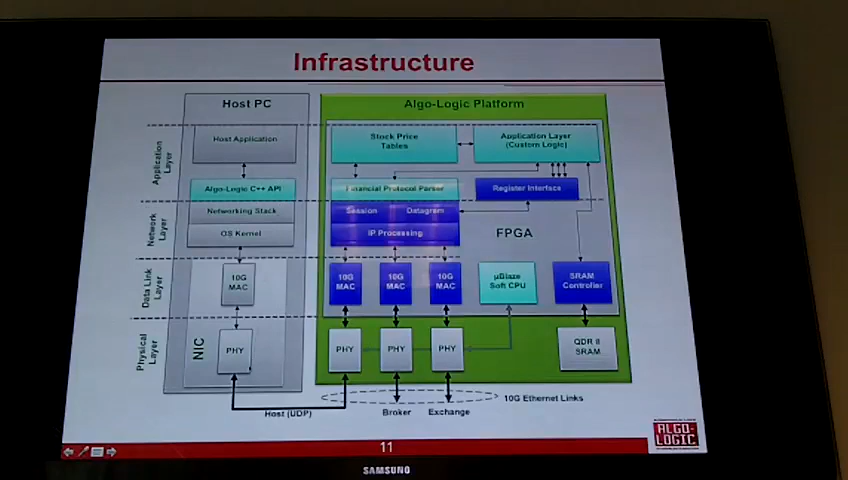 Infrastructure
Host PC
Algo-Logic Platform
Application
Layer
Host Application
Stock Price
Tables
Application Layer
(Custom Logic)
Algo-Logic C++ API
Financial Protocol Parser
Register Interface
Network
Layer
Networking Stack
Session
Datagram
OS Kernel
IP Processing
FPGA
Data Link
Layer
10G
MAC
10G
MAC
10G
MAC
10G
MAC
µBlaze
Soft CPU
SRAM
Controller
Physical
Layer
NIC
PHY
PHY
PHY
PHY
QDR II
SRAM
10G Ethernet Links
Host (UDP)
Broker
Exchange
11
ALGO-
LOGIC
SAMSUNG